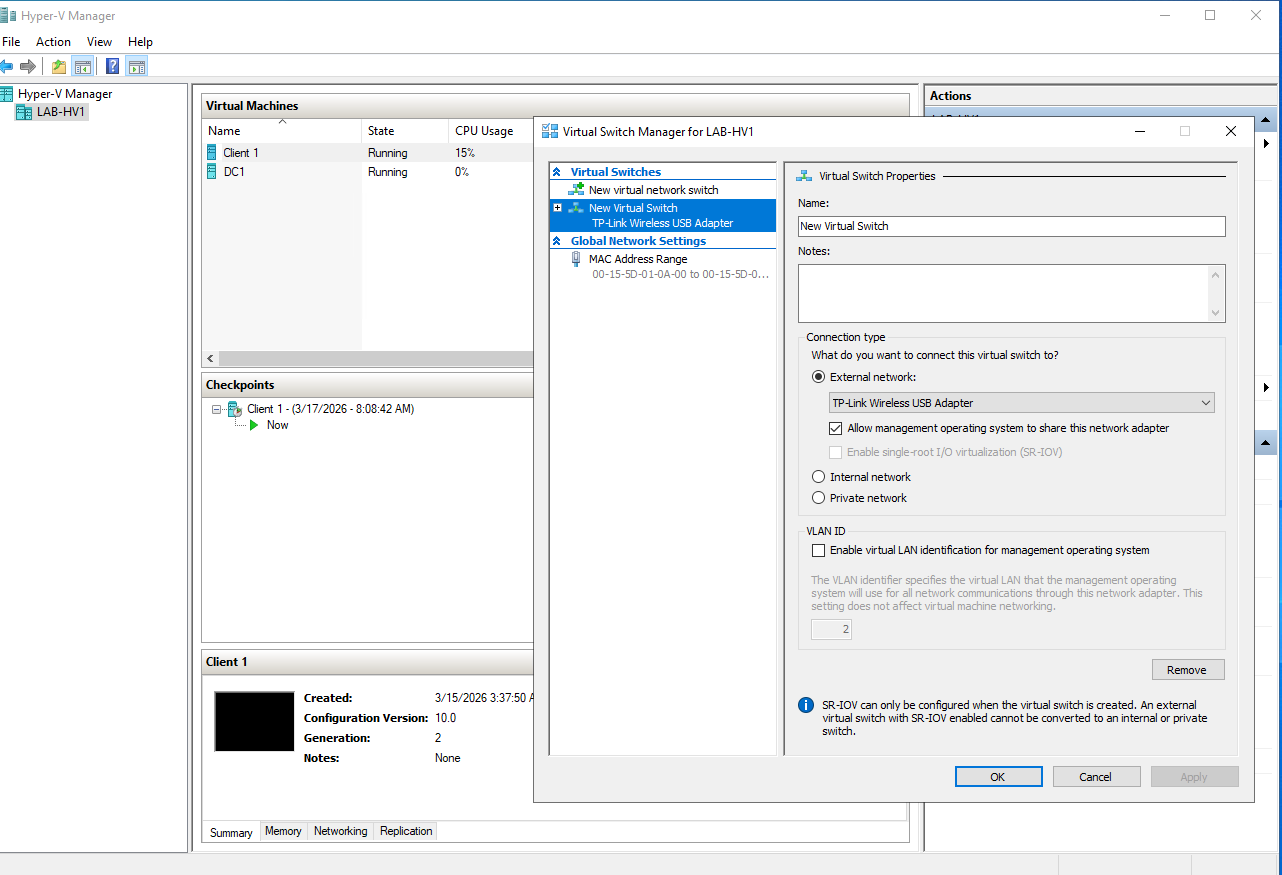 Hyper-V Manager
File Action View Help
Hyper-V Manager
LAB-HV1
Virtual Machines
Name State CPU Usage
Client 1 Running 15%
DC1 Running 0%
Checkpoints
Client 1 - (3/17/2026 - 8:08:42 AM)
Now
Client 1
Created: 3/15/2026 3:37:50
Configuration Version: 10.0
Generation: 2
Notes: None
Summary Memory Networking Replication
Actions
Virtual Switch Manager for LAB-HV1
Virtual Switches
New virtual network switch
New Virtual Switch
TP-Link Wireless USB Adapter
Global Network Settings
MAC Address Range
00-15-5D-01-0A-00 to 00-15-5D-0...
Virtual Switch Properties
Name:
New Virtual Switch
Notes:
Connection type
What do you want to connect this virtual switch to?
External network:
TP-Link Wireless USB Adapter
Allow management operating system to share this network adapter
Enable single-root I/O virtualization (SR-IOV)
Internal network
Private network
VLAN ID
Enable virtual LAN identification for management operating system
The VLAN identifier specifies the virtual LAN that the management operating
system will use for all network communications through this network adapter. This
setting does not affect virtual machine networking.
2
Remove
SR-IOV can only be configured when the virtual switch is created. An external
virtual switch with SR-IOV enabled cannot be converted to an internal or private
switch.
OK Cancel Apply